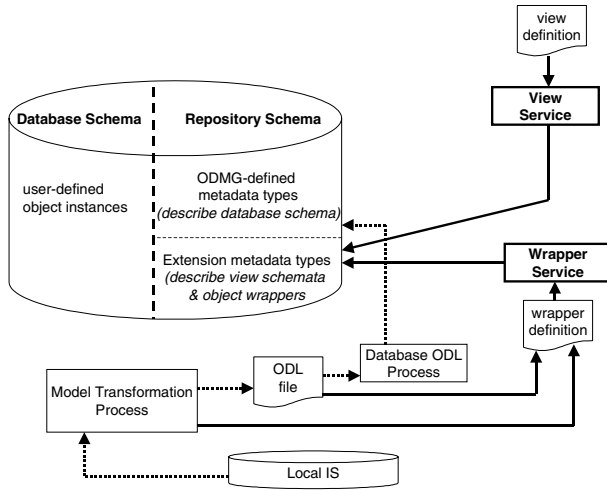 view
definition
View
Service
Database Schema
Repository Schema
user-defined
object instances
ODMG-defined
metadata types
(describe database schema)
Extension metadata types
(describe view schemata
& object wrappers
Wrapper
Service
wrapper
definition
Database ODL
Process
ODL
file
Model Transformation
Process
Local IS